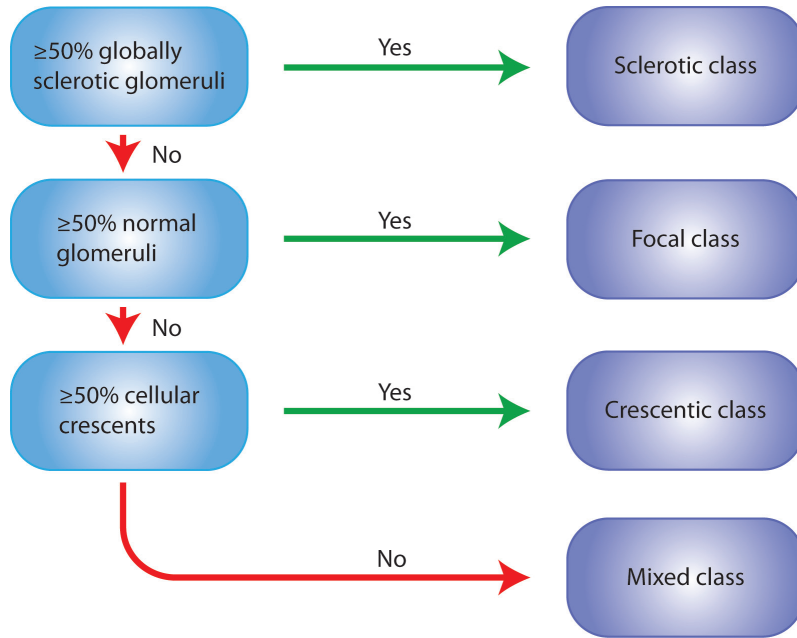 ≥50% globally
sclerotic glomeruli
Yes
Sclerotic class
No
≥50% normal
glomeruli
Yes
Focal class
No
≥50% cellular
crescents
Yes
Crescentic class
No
Mixed class